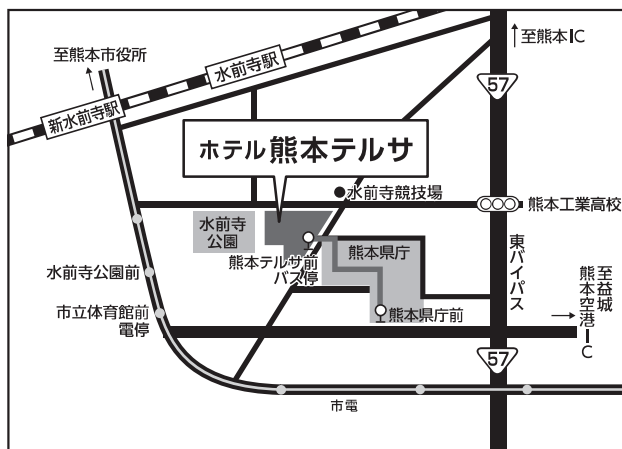 至熊本市役所
水前寺駅
新水前寺駅
至熊本IC
57
ホテル 熊本テルサ
水前寺競技場
熊本工業高校
水前寺
公園
熊本県庁
熊本テルサ前
バス停
東バイパス
水前寺公園前
市立体育館前
電停
熊本県庁前
至益城
熊本空港IC
57
市電